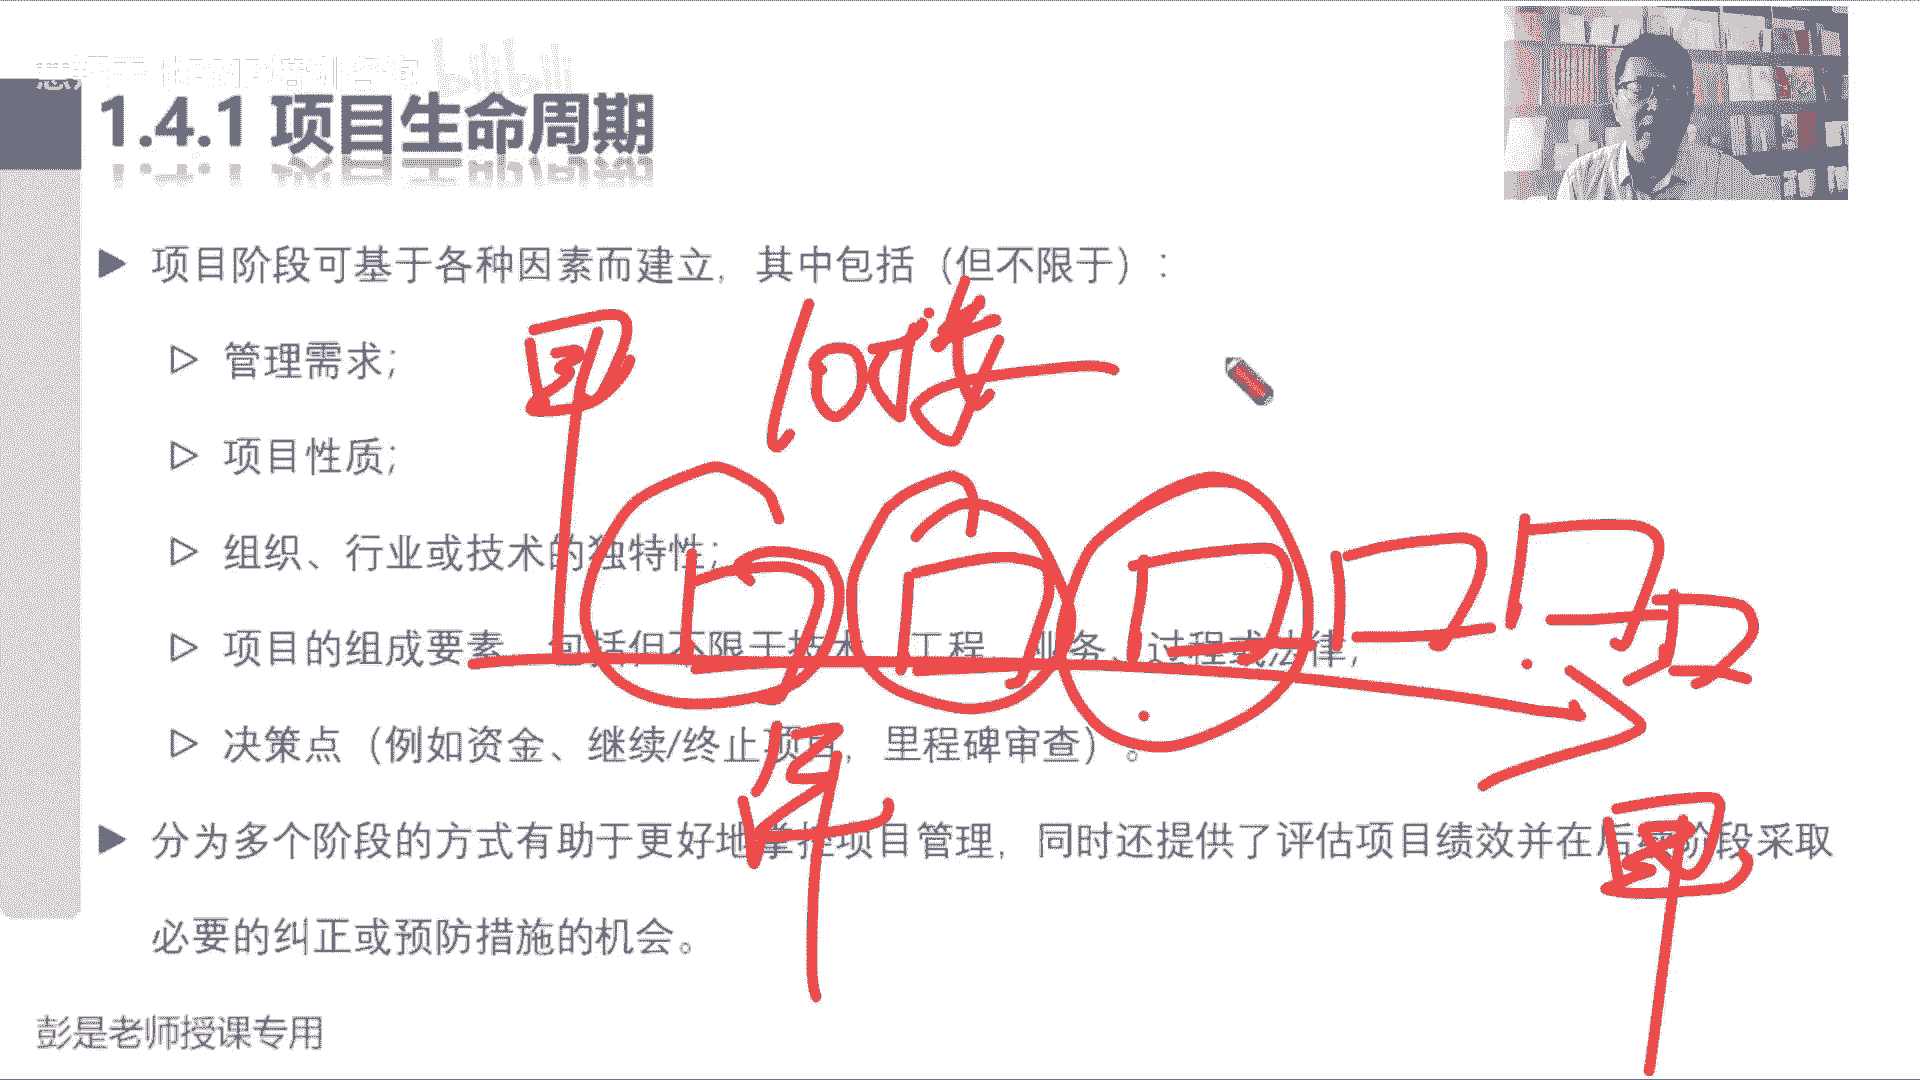 bilibili
1.4.1 项目生命周期
项目阶段可基于各种因素而建立，其中包括（但不限于）：
管理需求；
甲
10接
项目性质；
组织、行业或技术的独特性；
项目的组成要素，包括但不限于技术、工程、业务、过程或法律；
决策点（例如资金、继续/终止项目，里程碑审查）。
分为多个阶段的方式有助于更好地掌控项目管理，同时还提供了评估项目绩效并在后续阶段采取
必要的纠正或预防措施的机会。
甲
彭是老师授课专用